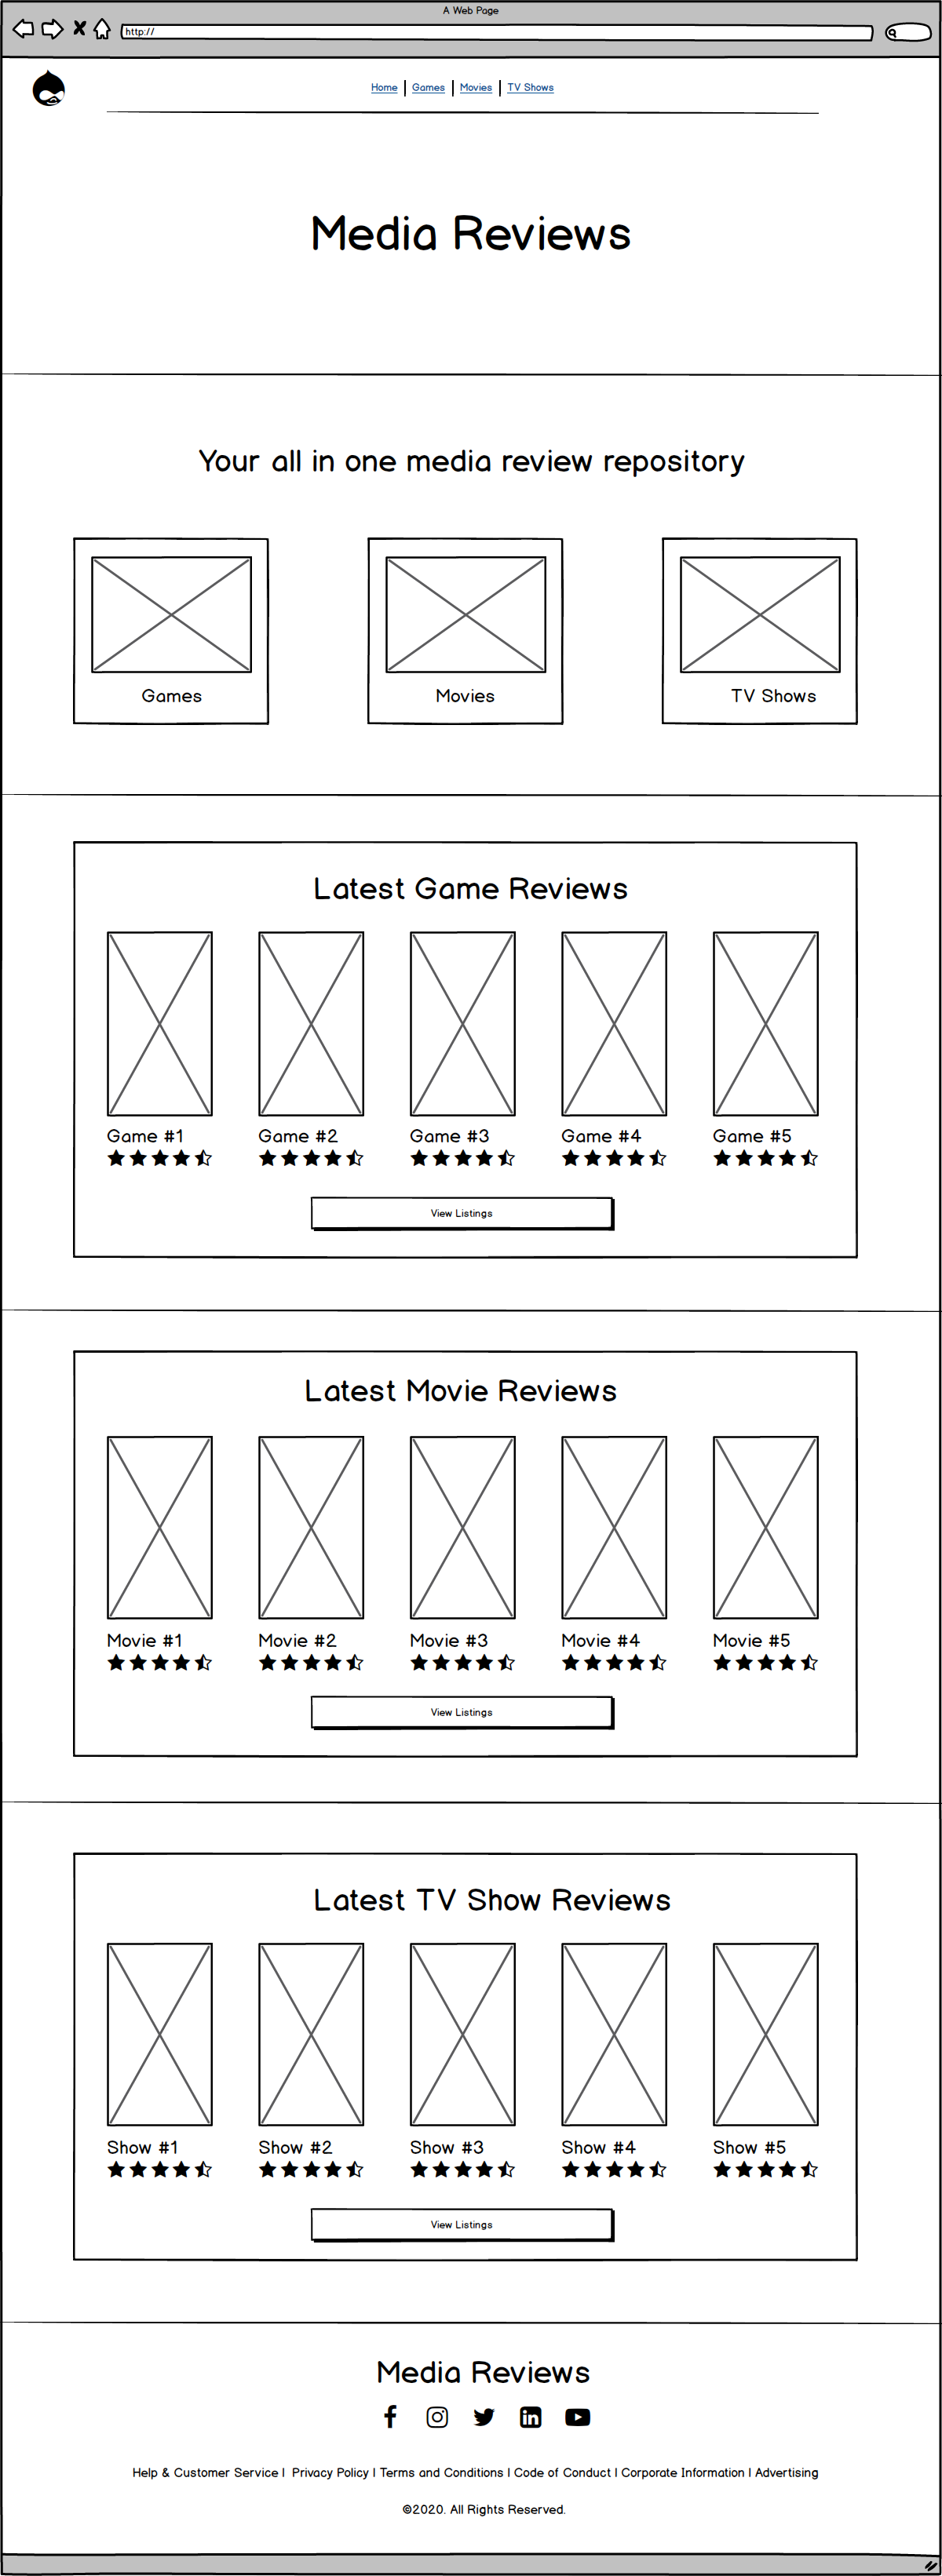 A Web Page
http://
Home | Games | Movies | TV Shows
Media Reviews
Your all in one media review repository
Games Movies TV Shows
Latest Game Reviews
Game #1 Game #2 Game #3 Game #4 Game #5
View Listings
Latest Movie Reviews
Movie #1 Movie #2 Movie #3 Movie #4 Movie #5
View Listings
Latest TV Show Reviews
Show #1 Show #2 Show #3 Show #4 Show #5
View Listings
Media Reviews
Help & Customer Service | Privacy Policy | Terms and Conditions | Code of Conduct | Corporate Information | Advertising
©2020. All Rights Reserved.